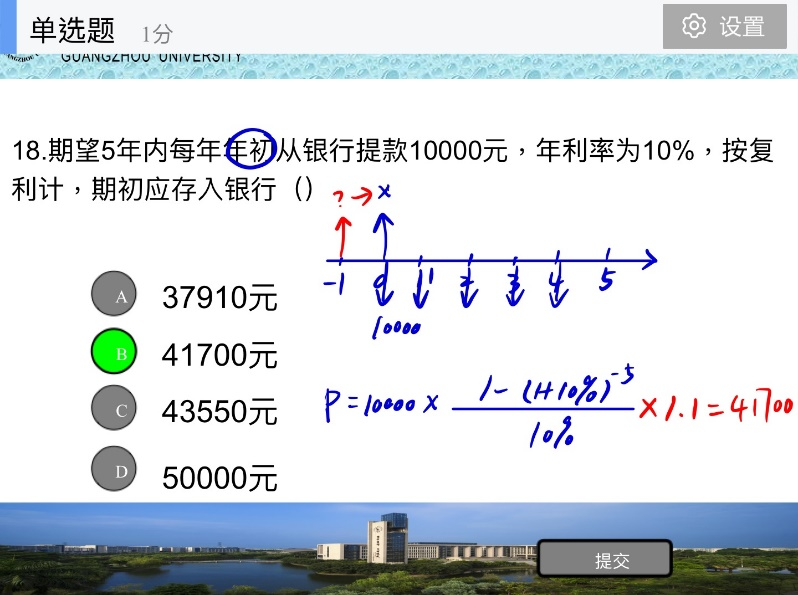 单选题 1分
设置
GUANGZHOU UNIVERSITY
18.期望5年内每年年初从银行提款10000元，年利率为10%，按复
利计，期初应存入银行（）
? → x
A 37910元
-1 0 1 2 3 4 5
10000
B 41700元
C 43550元
P = 10000 × 1 - (1+10%)^-5 / 10% × 1.1 = 41700
D 50000元
提交